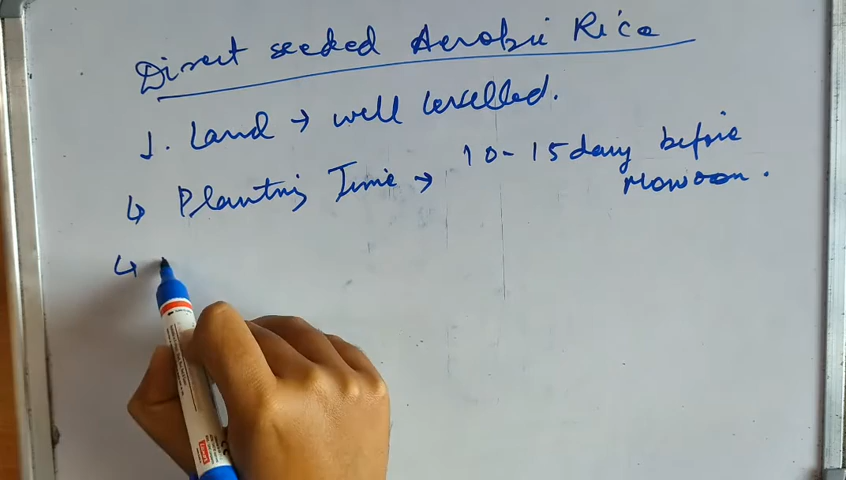 Direct seeded Aerobic Rice
1. Land → well levelled.
↳ Planting Time → 10-15 days before
Monsoon.
↳